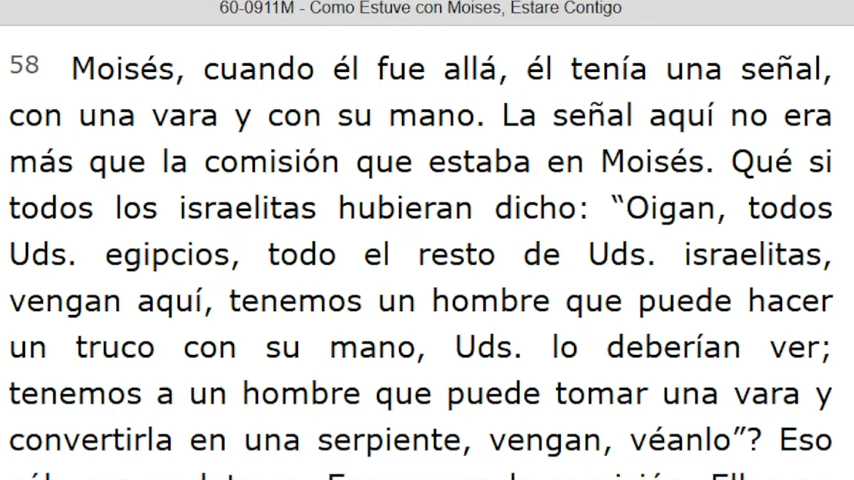 60-0911M - Como Estuve con Moises, Estare Contigo
58 Moisés, cuando él fue allá, él tenía una señal,
con una vara y con su mano. La señal aquí no era
más que la comisión que estaba en Moisés. Qué si
todos los israelitas hubieran dicho: “Oigan, todos
Uds. egipcios, todo el resto de Uds. israelitas,
vengan aquí, tenemos un hombre que puede hacer
un truco con su mano, Uds. lo deberían ver;
tenemos a un hombre que puede tomar una vara y
convertirla en una serpiente, vengan, véanlo”? Eso